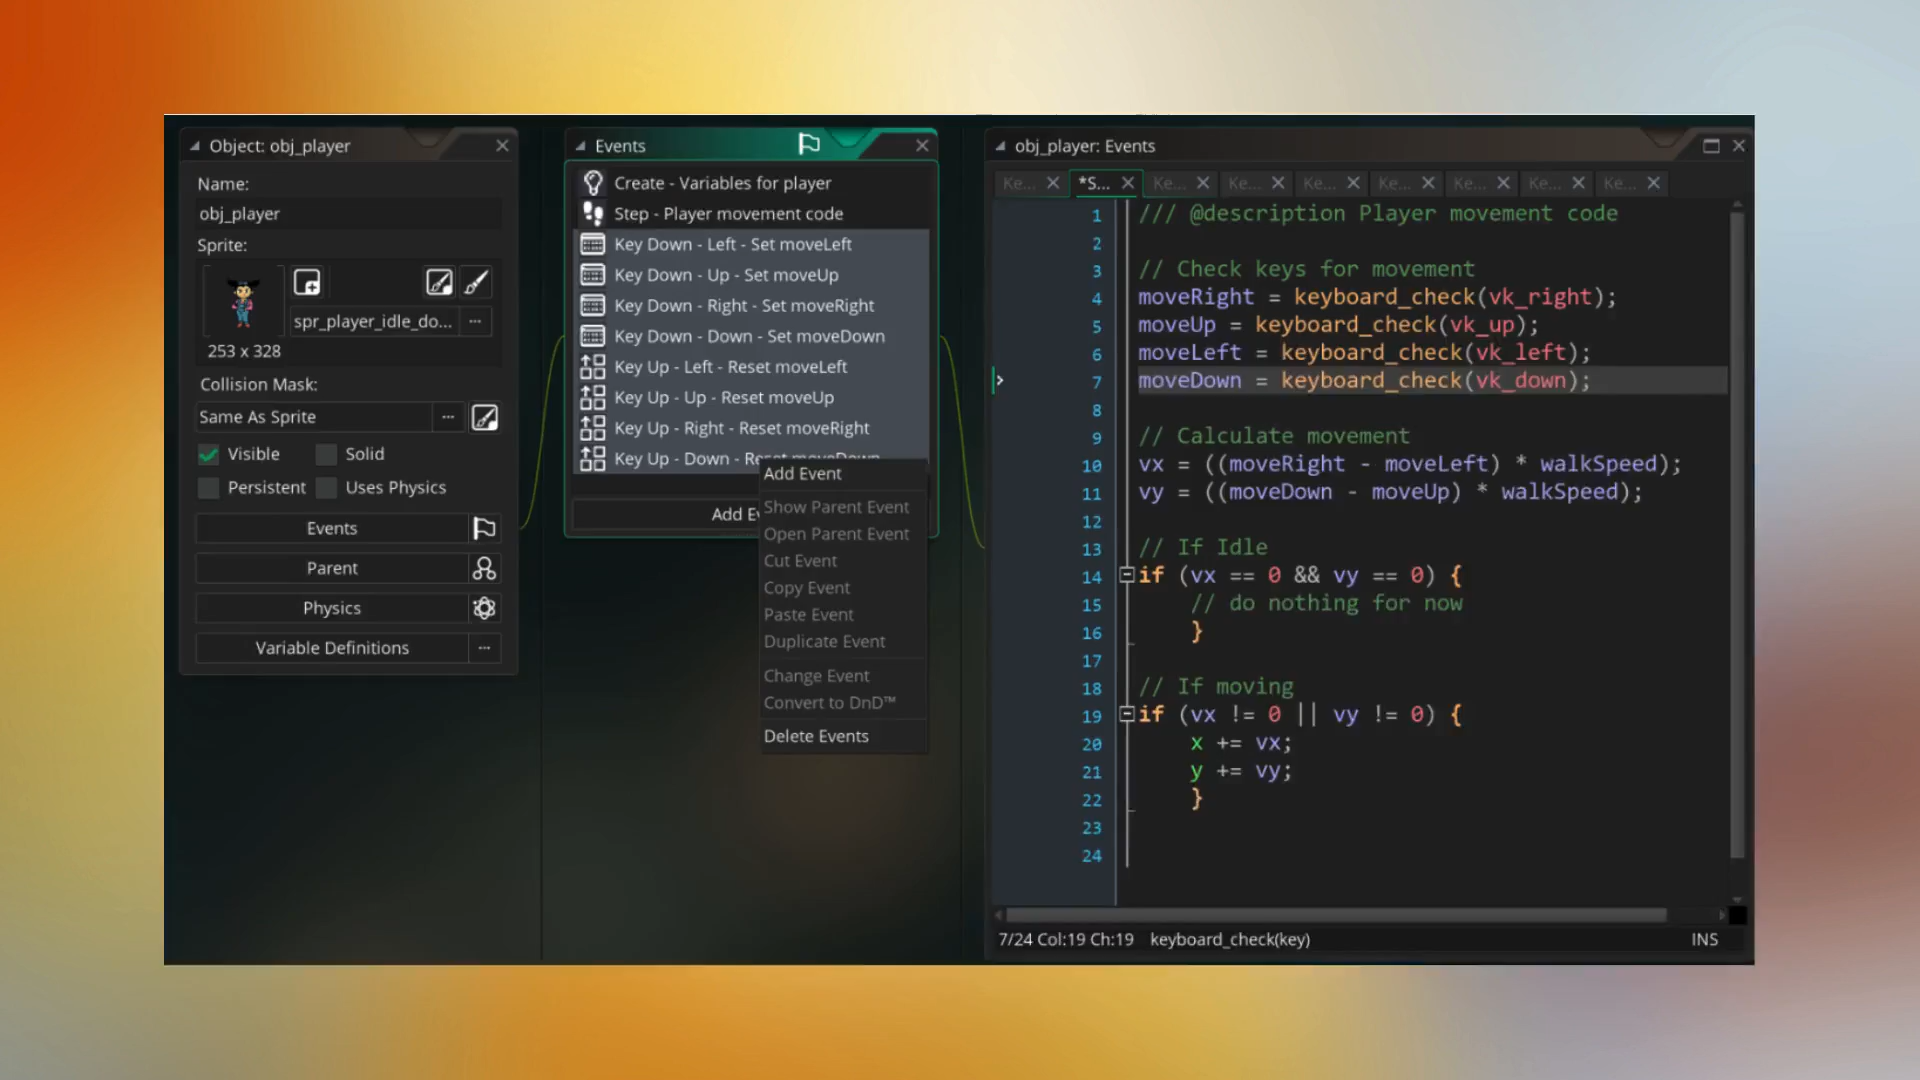 Object: obj_player
Name:
obj_player
Sprite:
spr_player_idle_do...
253 x 328
Collision Mask:
Same As Sprite
Visible
Solid
Persistent
Uses Physics
Events
Parent
Physics
Variable Definitions
Events
Create - Variables for player
Step - Player movement code
Key Down - Left - Set moveLeft
Key Down - Up - Set moveUp
Key Down - Right - Set moveRight
Key Down - Down - Set moveDown
Key Up - Left - Reset moveLeft
Key Up - Up - Reset moveUp
Key Up - Right - Reset moveRight
Key Up - Down - Reset moveDown
Add Ev
Add Event
Show Parent Event
Open Parent Event
Cut Event
Copy Event
Paste Event
Duplicate Event
Change Event
Convert to DnD™
Delete Events
obj_player: Events
Ke... *S... Ke... Ke... Ke... Ke... Ke... Ke... Ke...
1 /// @description Player movement code
2
3 // Check keys for movement
4 moveRight = keyboard_check(vk_right);
5 moveUp = keyboard_check(vk_up);
6 moveLeft = keyboard_check(vk_left);
7 moveDown = keyboard_check(vk_down);
8
9 // Calculate movement
10 vx = ((moveRight - moveLeft) * walkSpeed);
11 vy = ((moveDown - moveUp) * walkSpeed);
12
13 // If Idle
14 if (vx == 0 && vy == 0) {
15 // do nothing for now
16 }
17
18 // If moving
19 if (vx != 0 || vy != 0) {
20 x += vx;
21 y += vy;
22 }
23
24
7/24 Col:19 Ch:19 keyboard_check(key) INS